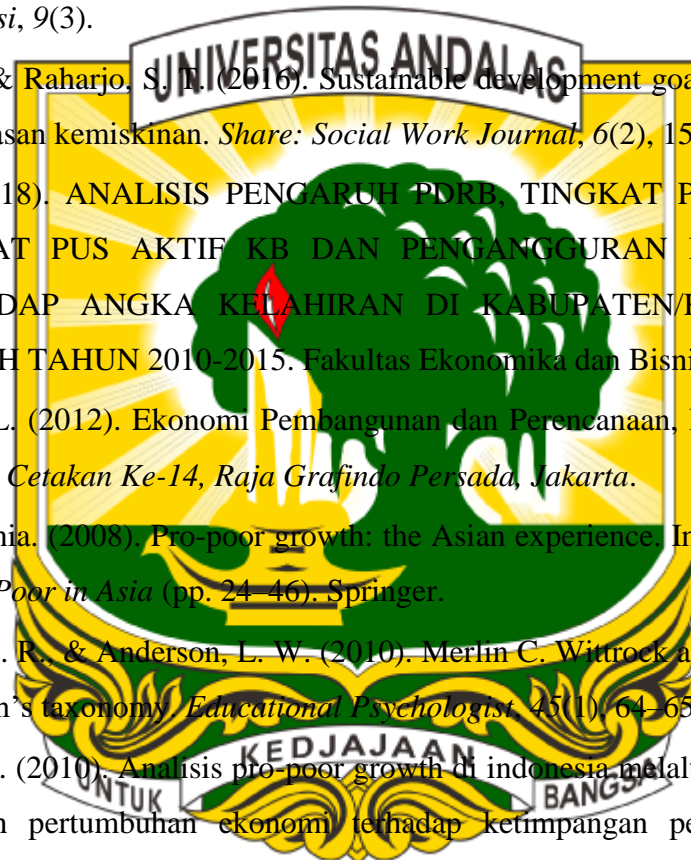 si, 9(3).
UNIVERSITAS ANDALAS
& Raharjo, S. T. (2016). Sustainable development goa
asan kemiskinan. Share: Social Work Journal, 6(2), 15
18). ANALISIS PENGARUH PDRB, TINGKAT P
AT PUS AKTIF KB DAN PENGANGGURAN
DAP ANGKA KELAHIRAN DI KABUPATEN/
H TAHUN 2010-2015. Fakultas Ekonomika dan Bisni
L. (2012). Ekonomi Pembangunan dan Perencanaan,
Cetakan Ke-14, Raja Grafindo Persada, Jakarta.
nia. (2008). Pro-poor growth: the Asian experience. In
Poor in Asia (pp. 24–46). Springer.
. R., & Anderson, L. W. (2010). Merlin C. Wittrock a
n's taxonomy. Educational Psychologist, 45(1), 64–65
. (2010). Analisis pro-poor growth di indonesia melalu
UNTUK KEDJAJAAN BANGSA
n pertumbuhan ekonomi terhadap ketimpangan pe